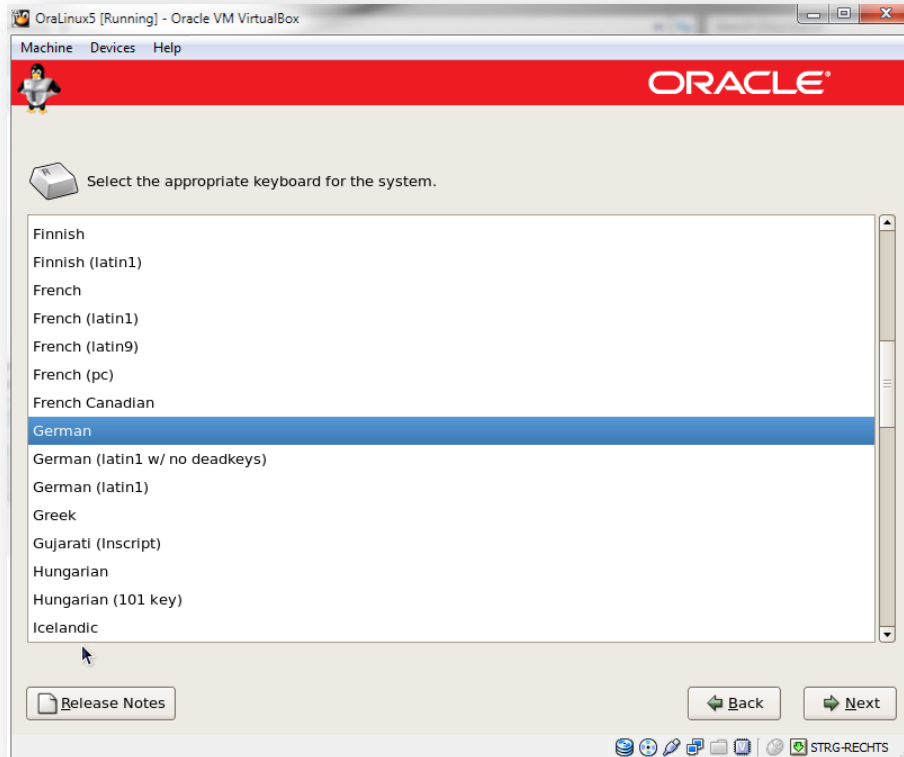 OraLinux5 [Running] - Oracle VM VirtualBox
Machine Devices Help
ORACLE®
R
Select the appropriate keyboard for the system.
Finnish
Finnish (latin1)
French
French (latin1)
French (latin9)
French (pc)
French Canadian
German
German (latin1 w/ no deadkeys)
German (latin1)
Greek
Gujarati (Inscript)
Hungarian
Hungarian (101 key)
Icelandic
Release Notes
Back
Next
STRG-RECHTS